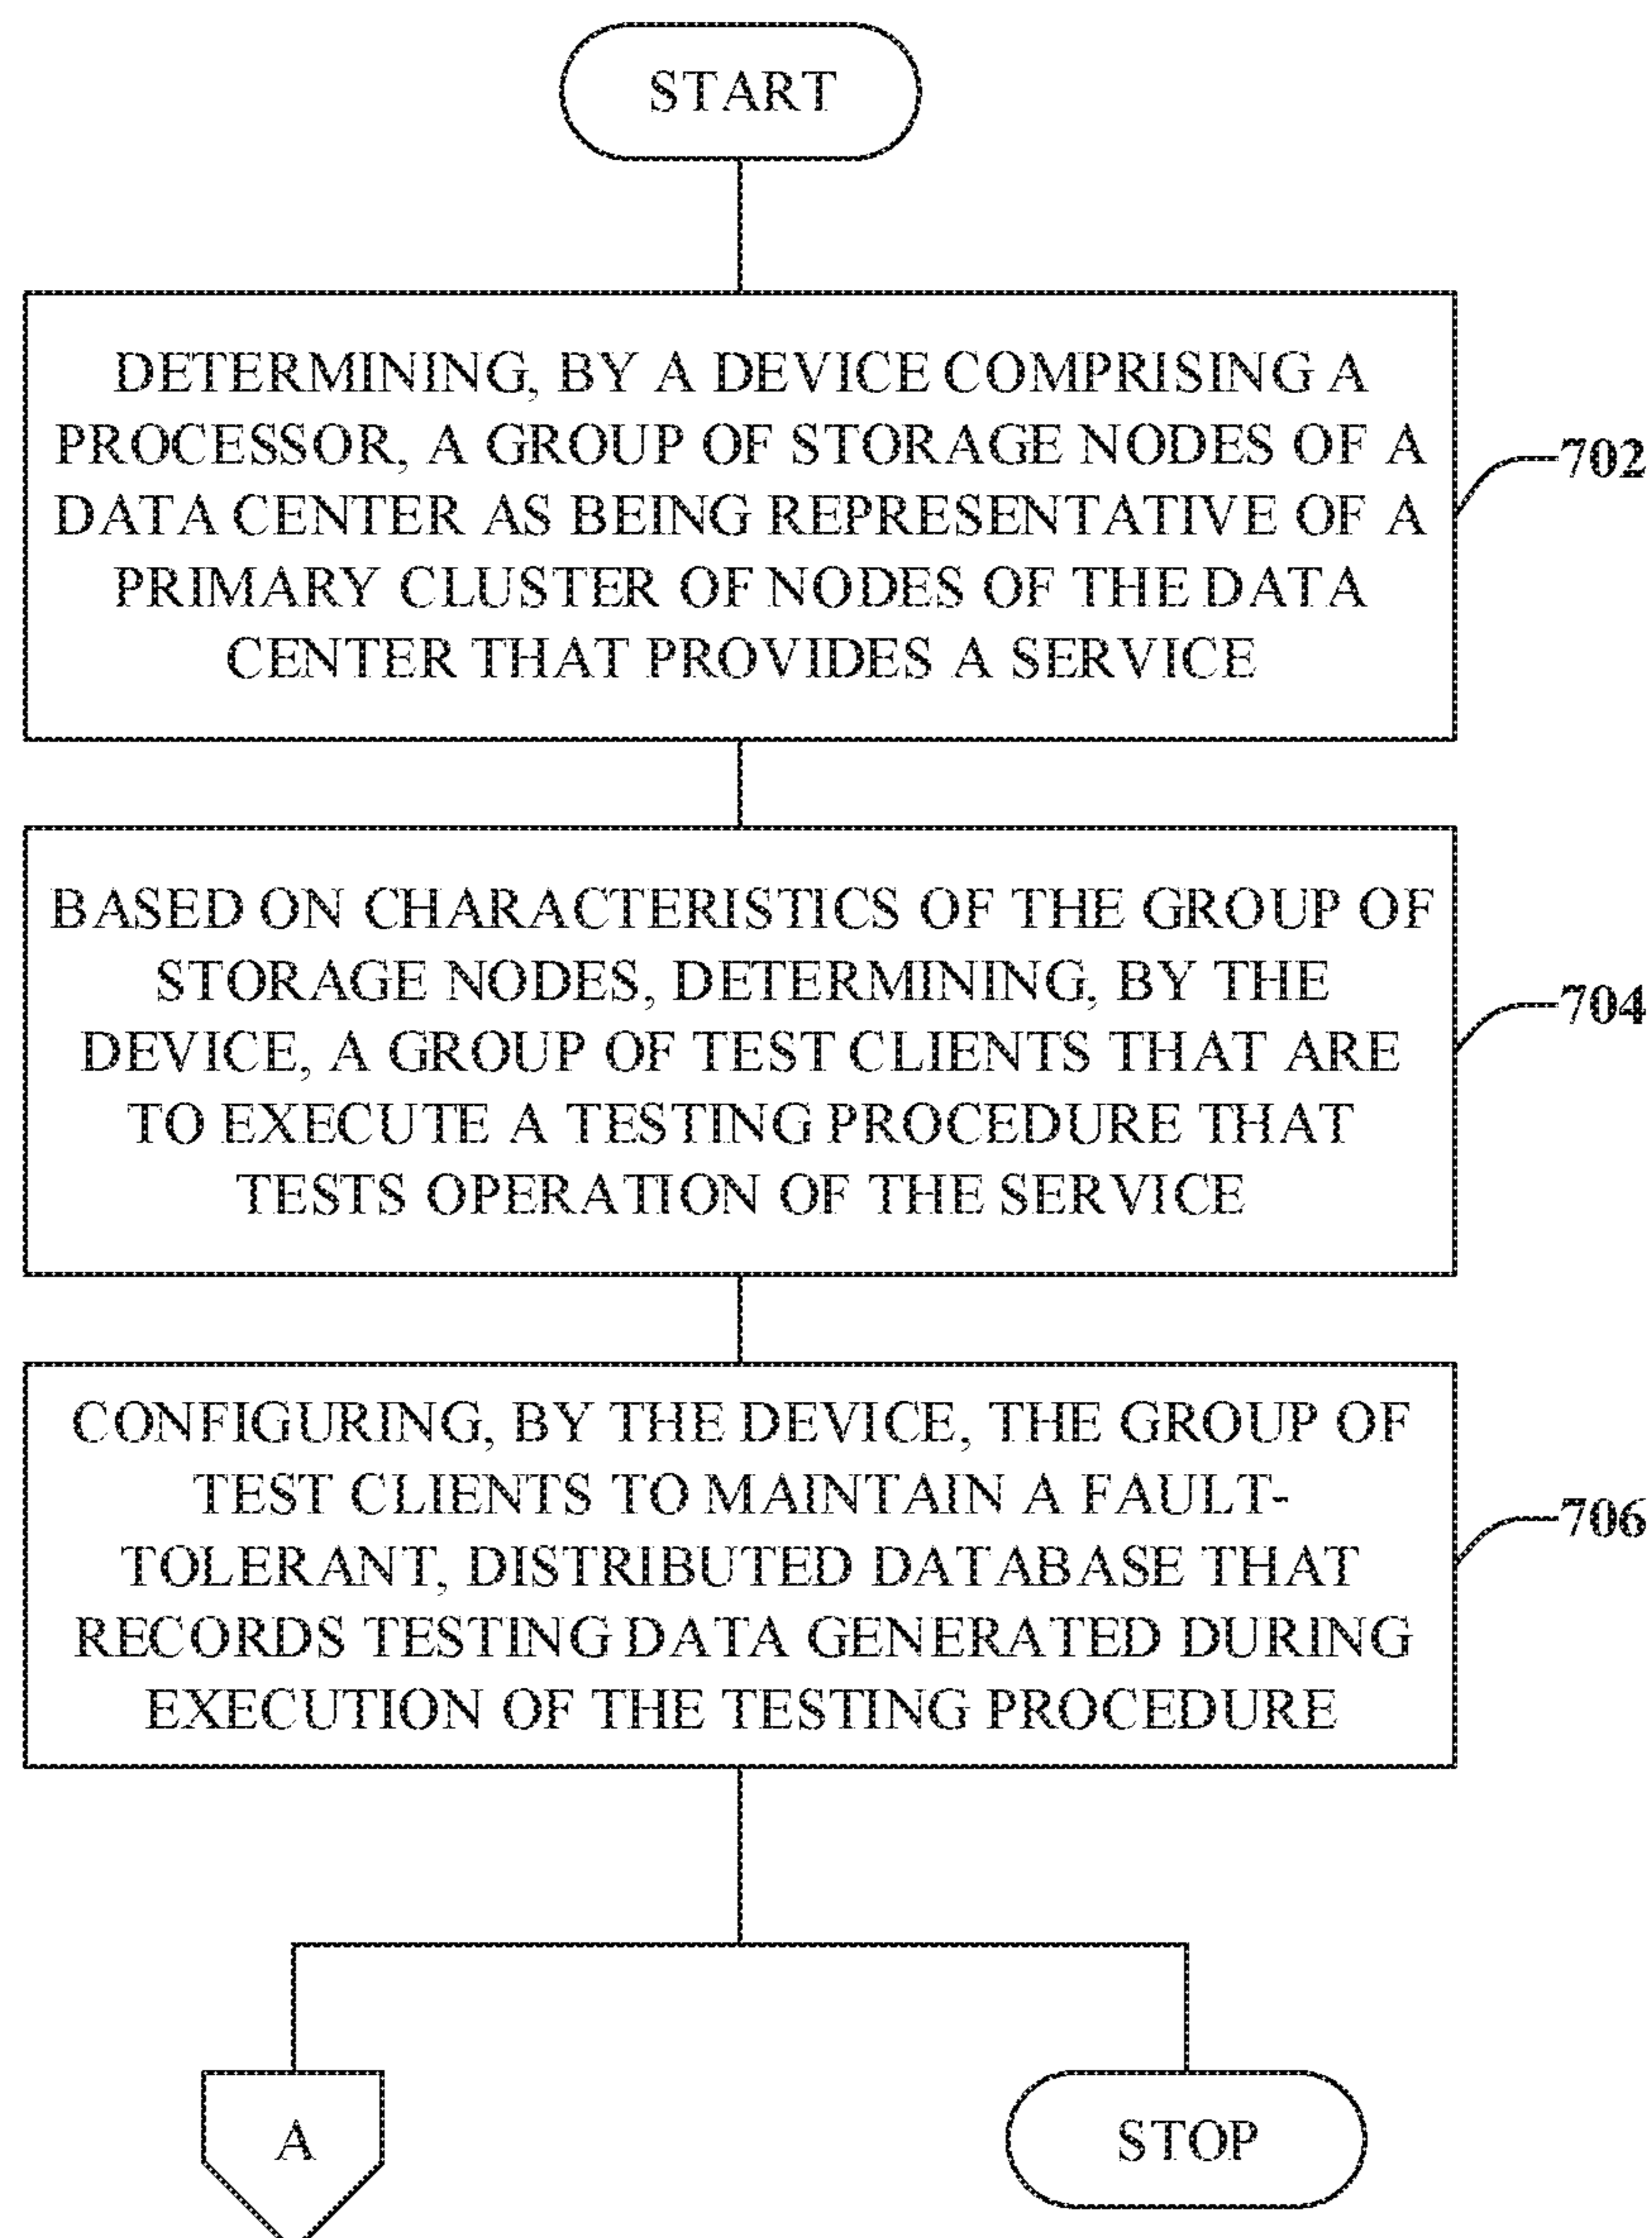 START
DETERMINING, BY A DEVICE COMPRISING A
PROCESSOR, A GROUP OF STORAGE NODES OF A
DATA CENTER AS BEING REPRESENTATIVE OF A
PRIMARY CLUSTER OF NODES OF THE DATA
CENTER THAT PROVIDES A SERVICE
702
BASED ON CHARACTERISTICS OF THE GROUP OF
STORAGE NODES, DETERMINING, BY THE
DEVICE, A GROUP OF TEST CLIENTS THAT ARE
TO EXECUTE A TESTING PROCEDURE THAT
TESTS OPERATION OF THE SERVICE
704
CONFIGURING, BY THE DEVICE, THE GROUP OF
TEST CLIENTS TO MAINTAIN A FAULT-
TOLERANT, DISTRIBUTED DATABASE THAT
RECORDS TESTING DATA GENERATED DURING
EXECUTION OF THE TESTING PROCEDURE
706
A
STOP